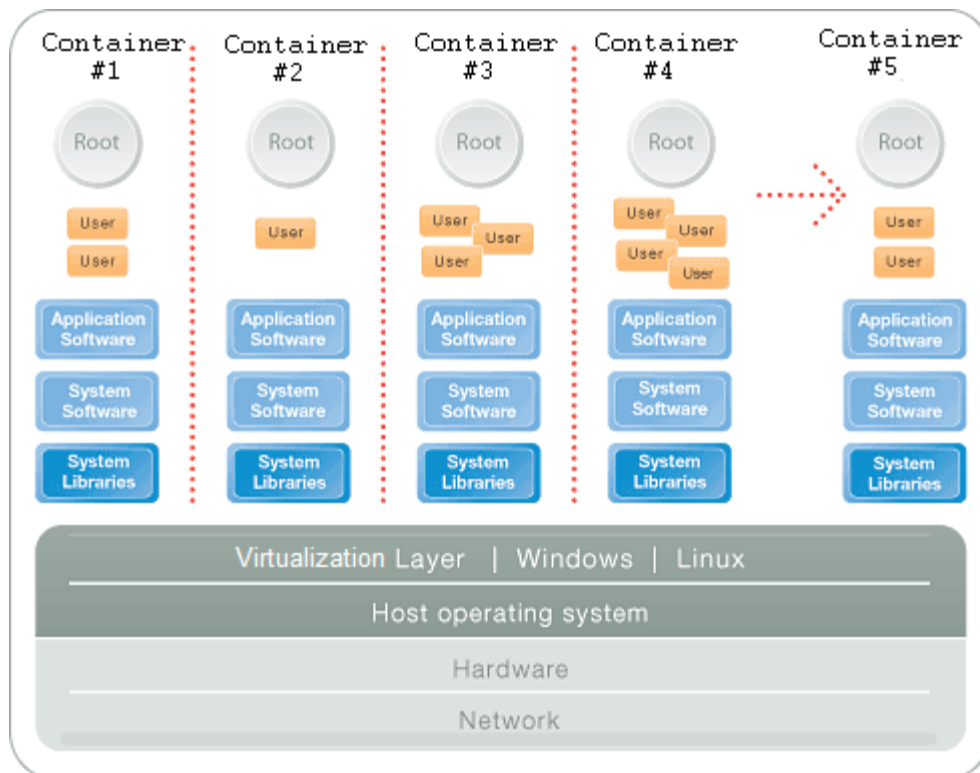 Container #1
Container #2
Container #3
Container #4
Container #5
Root
Root
Root
Root
Root
User
User
User
User
User
User
User
User
User
User
User
User
Application Software
Application Software
Application Software
Application Software
Application Software
System Software
System Software
System Software
System Software
System Software
System Libraries
System Libraries
System Libraries
System Libraries
System Libraries
Virtualization Layer | Windows | Linux
Host operating system
Hardware
Network